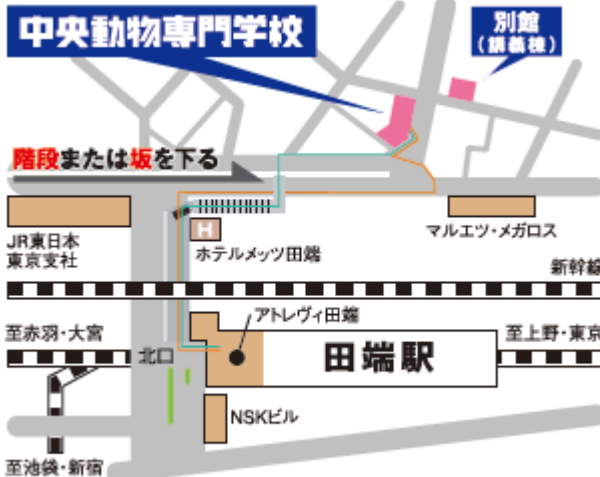 中央動物専門学校
別館
(講義棟)
階段または坂を下る
JR東日本
東京支社
H
ホテルメッツ田端
マルエツ・メガロス
新幹線
アトレヴィ田端
至赤羽・大宮
北口
田端駅
至上野・東京
NSKビル
至池袋・新宿